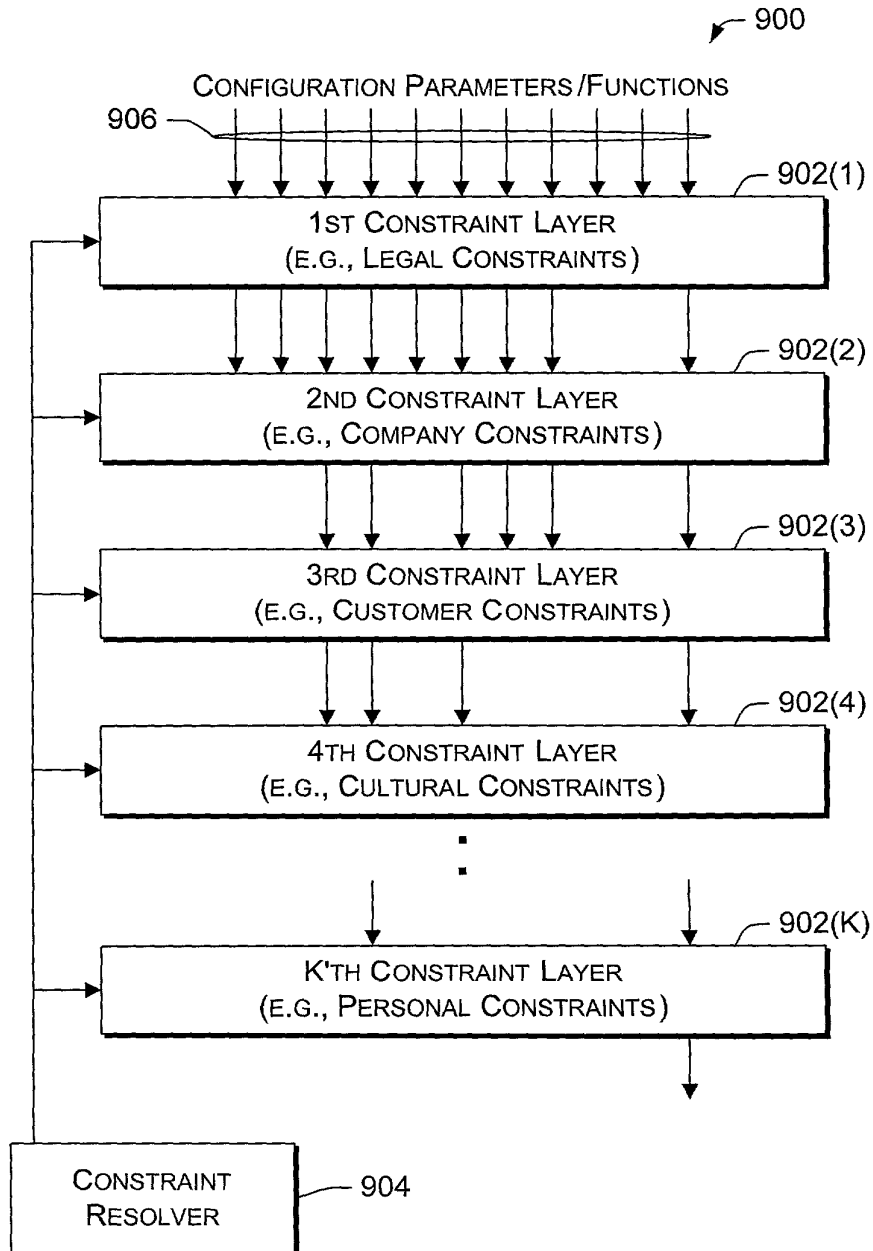 900
CONFIGURATION PARAMETERS/FUNCTIONS
906
902(1)
1ST CONSTRAINT LAYER
(E.G., LEGAL CONSTRAINTS)
902(2)
2ND CONSTRAINT LAYER
(E.G., COMPANY CONSTRAINTS)
902(3)
3RD CONSTRAINT LAYER
(E.G., CUSTOMER CONSTRAINTS)
902(4)
4TH CONSTRAINT LAYER
(E.G., CULTURAL CONSTRAINTS)
902(K)
K'TH CONSTRAINT LAYER
(E.G., PERSONAL CONSTRAINTS)
CONSTRAINT
RESOLVER
904